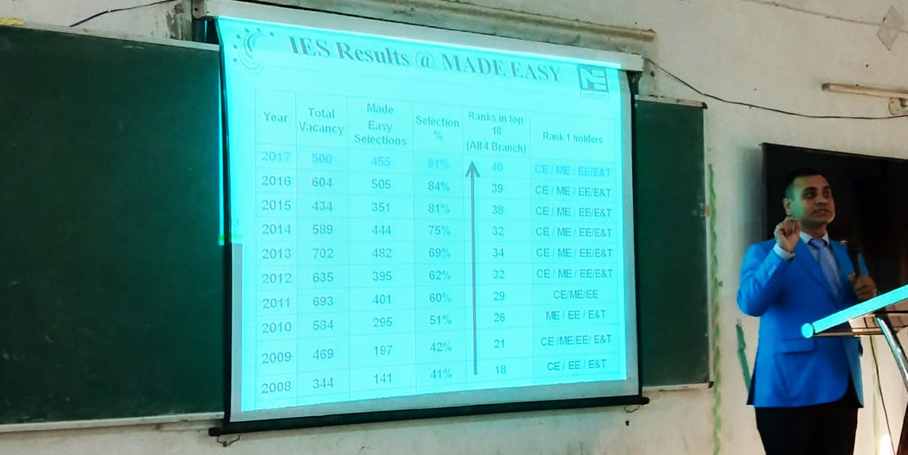 IES Results @ MADE EASY
Year Total Vacancy Made Easy Selections Selection % Ranks in top 10 (All 4 Branch) Rank 1 holders
2017 500 455 91% 40 CE / ME / EE/E&T
2016 604 505 84% 39 CE / ME / EE/E&T
2015 434 351 81% 38 CE / ME / EE/E&T
2014 589 444 75% 32 CE / ME / EE/E&T
2013 702 482 69% 34 CE / ME / EE/E&T
2012 635 395 62% 32 CE / ME / EE/E&T
2011 693 401 60% 29 CE/ME/EE
2010 584 295 51% 26 ME / EE / E&T
2009 469 197 42% 21 CE /ME/EE/ E&T
2008 344 141 41% 18 CE / EE / E&T